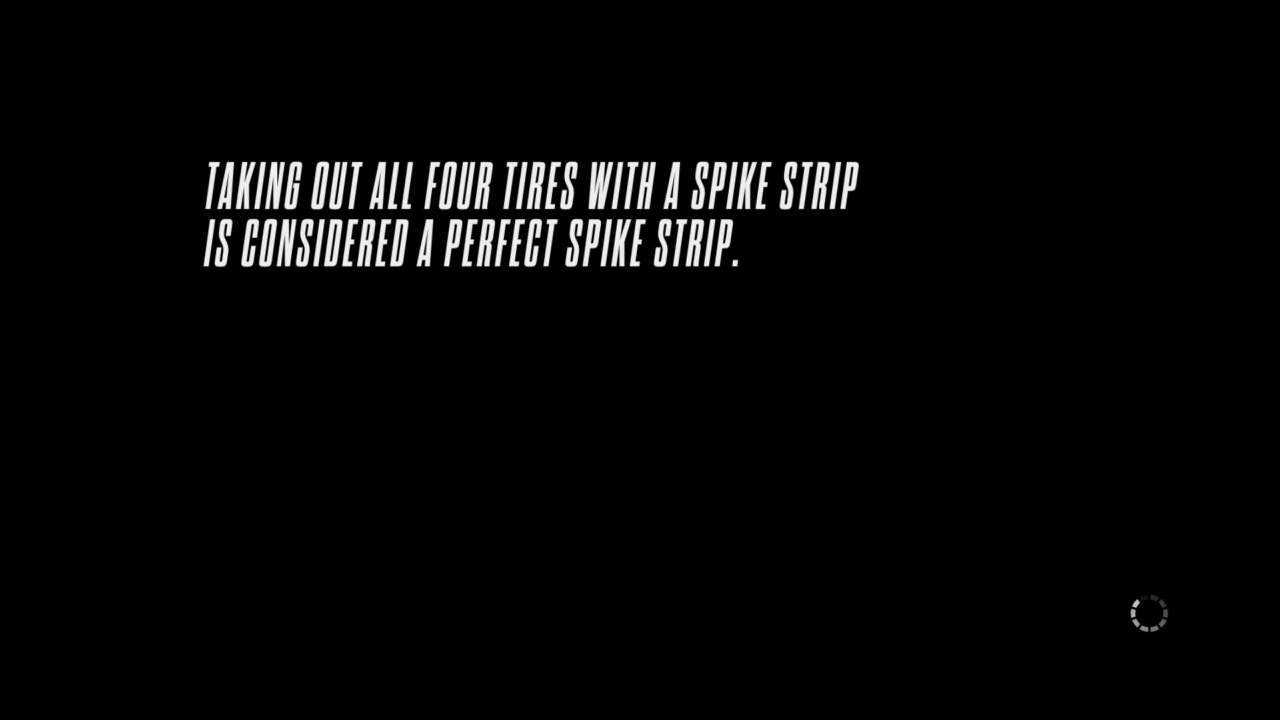 TAKING OUT ALL FOUR TIRES WITH A SPIKE STRIP
IS CONSIDERED A PERFECT SPIKE STRIP.